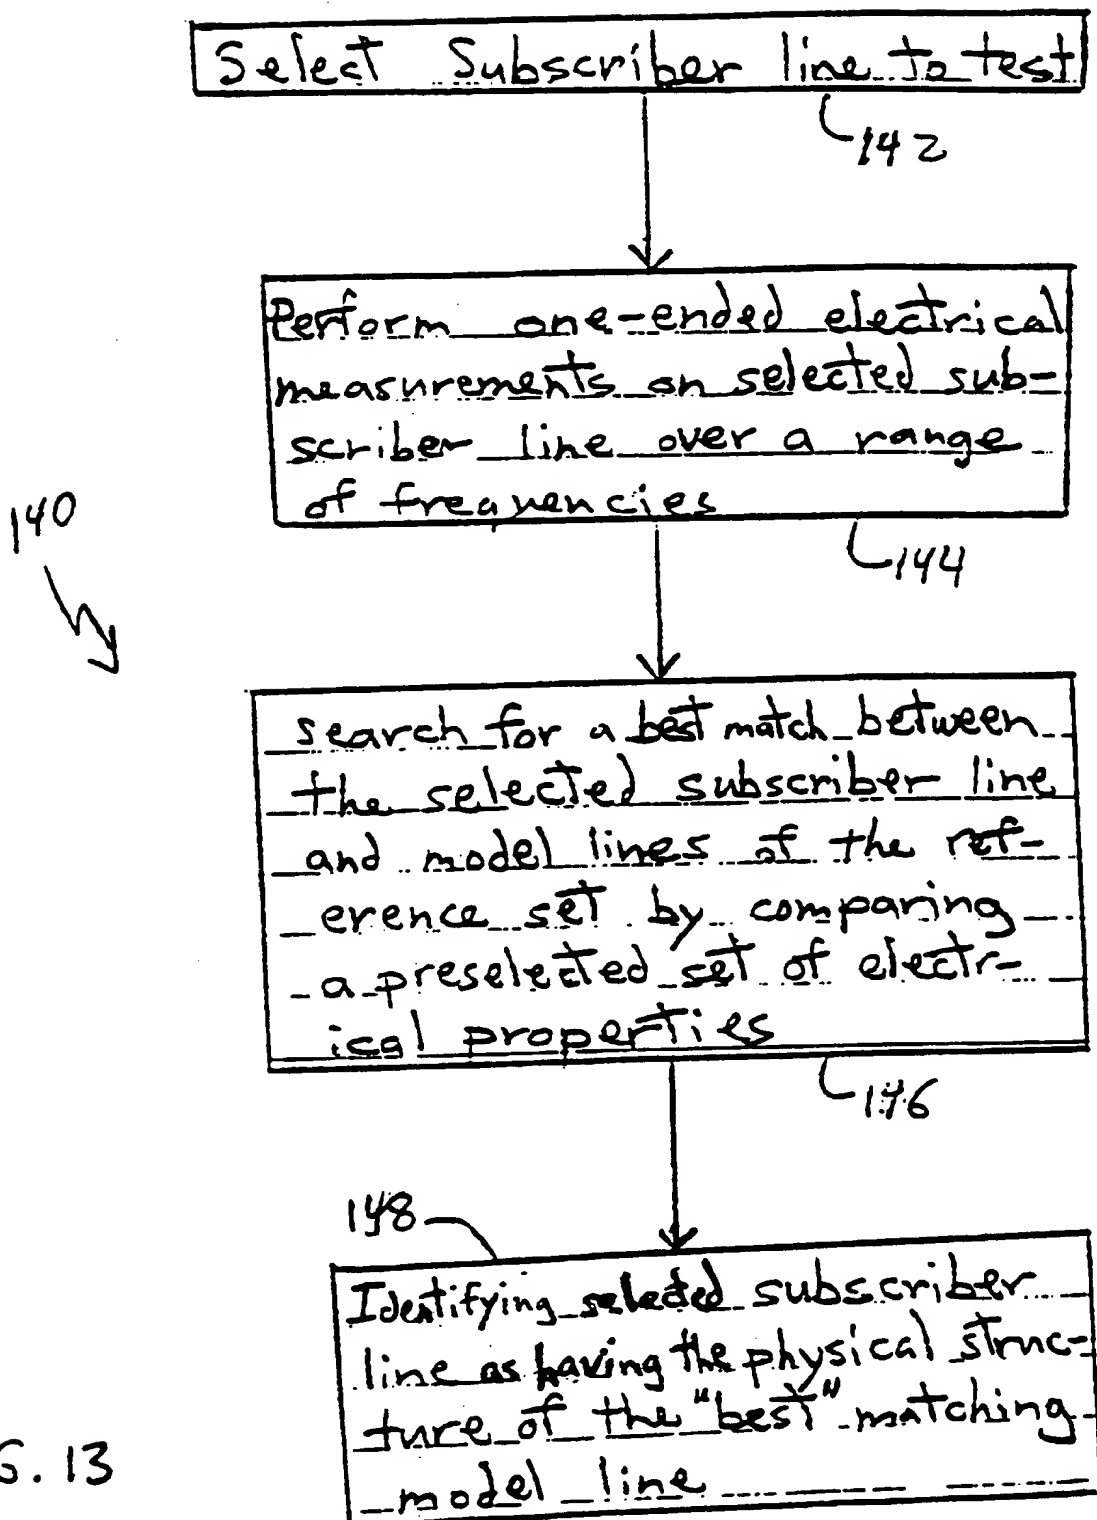 Select Subscriber line to test
142
Perform one-ended electrical
measurements on selected sub-
scriber line over a range
of frequencies
144
140
search for a best match between
the selected subscriber line
and model lines of the ref-
erence set by comparing
a preselected set of electr-
ical properties
146
148
Identifying selected subscriber
line as having the physical struc-
ture of the "best" matching
model line
G. 13